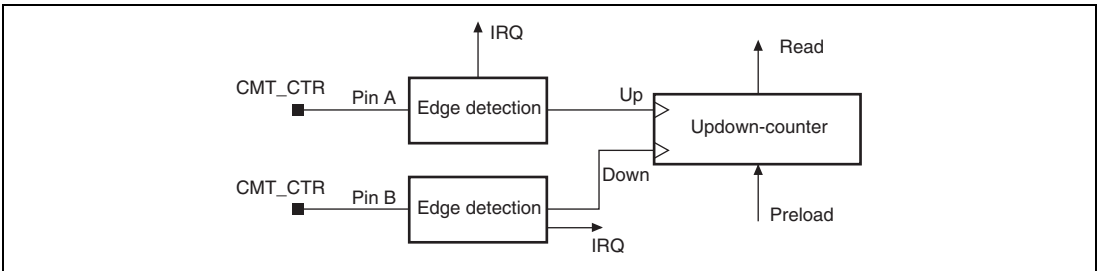 IRQ
Read
CMT_CTR
Pin A
Edge detection
Up
Updown-counter
CMT_CTR
Pin B
Edge detection
Down
Preload
IRQ